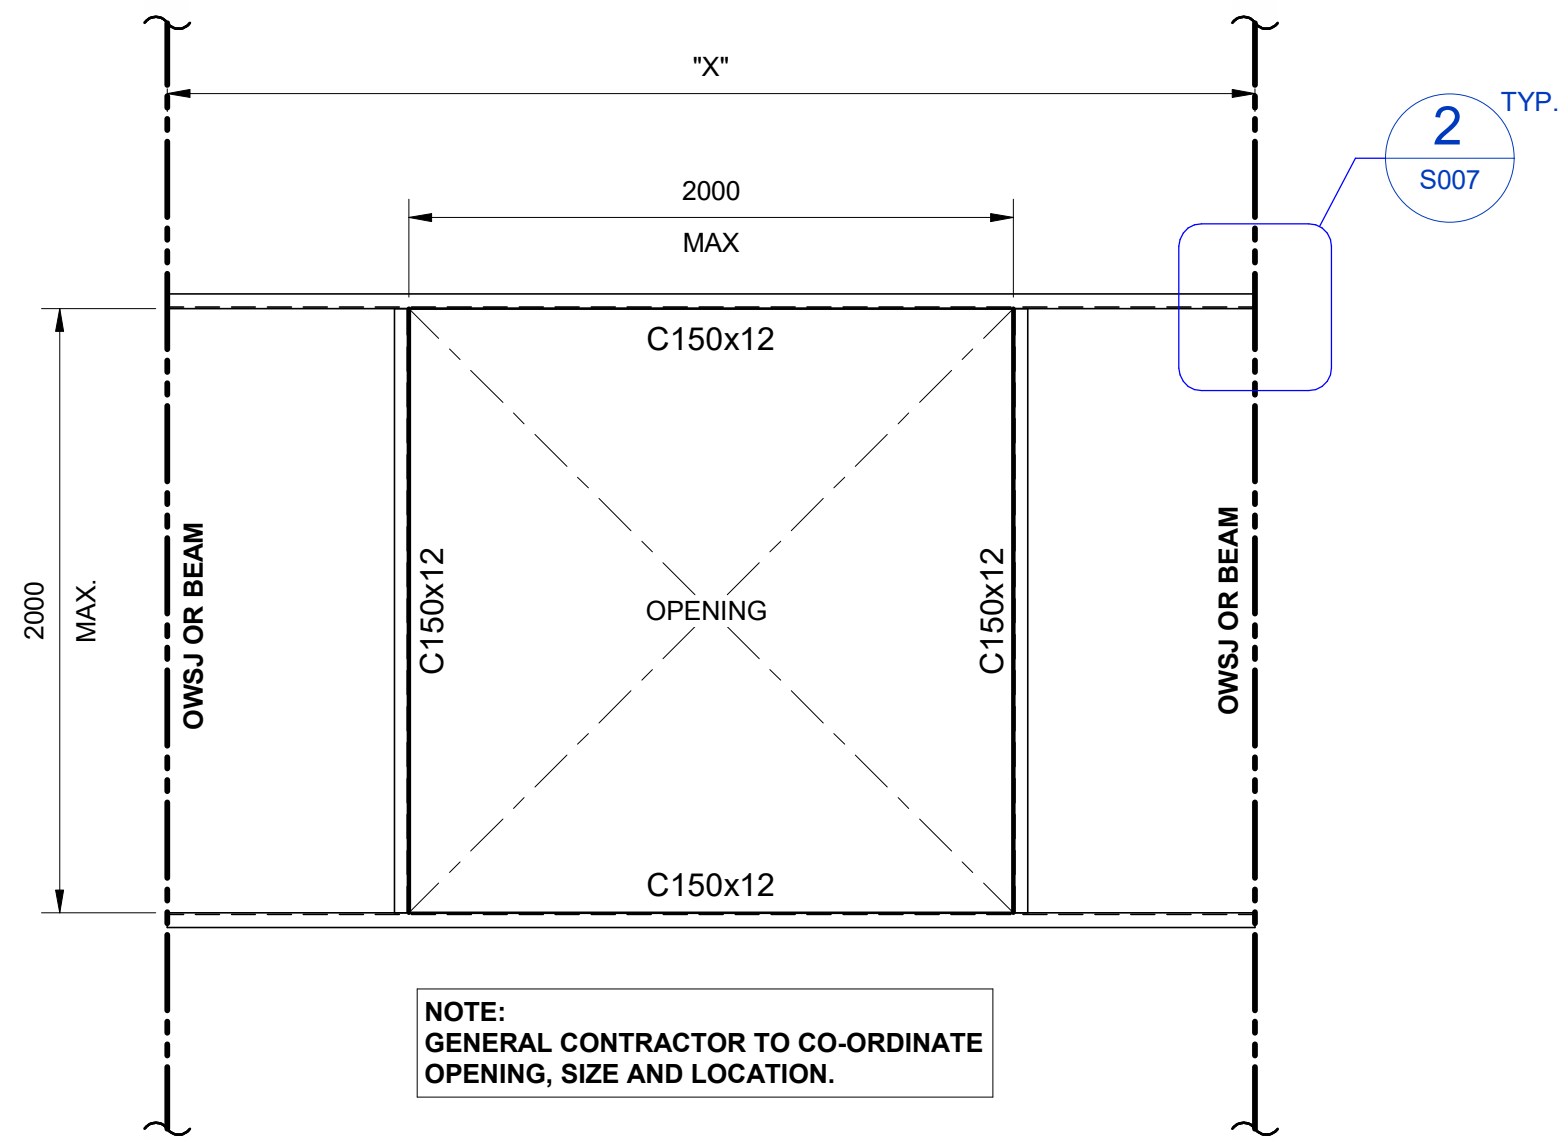 "X"
2
TYP.
S007
2000
MAX
C150x12
OWSJ OR BEAM
2000
MAX.
C150x12
OPENING
C150x12
OWSJ OR BEAM
C150x12
NOTE:
GENERAL CONTRACTOR TO CO-ORDINATE
OPENING, SIZE AND LOCATION.